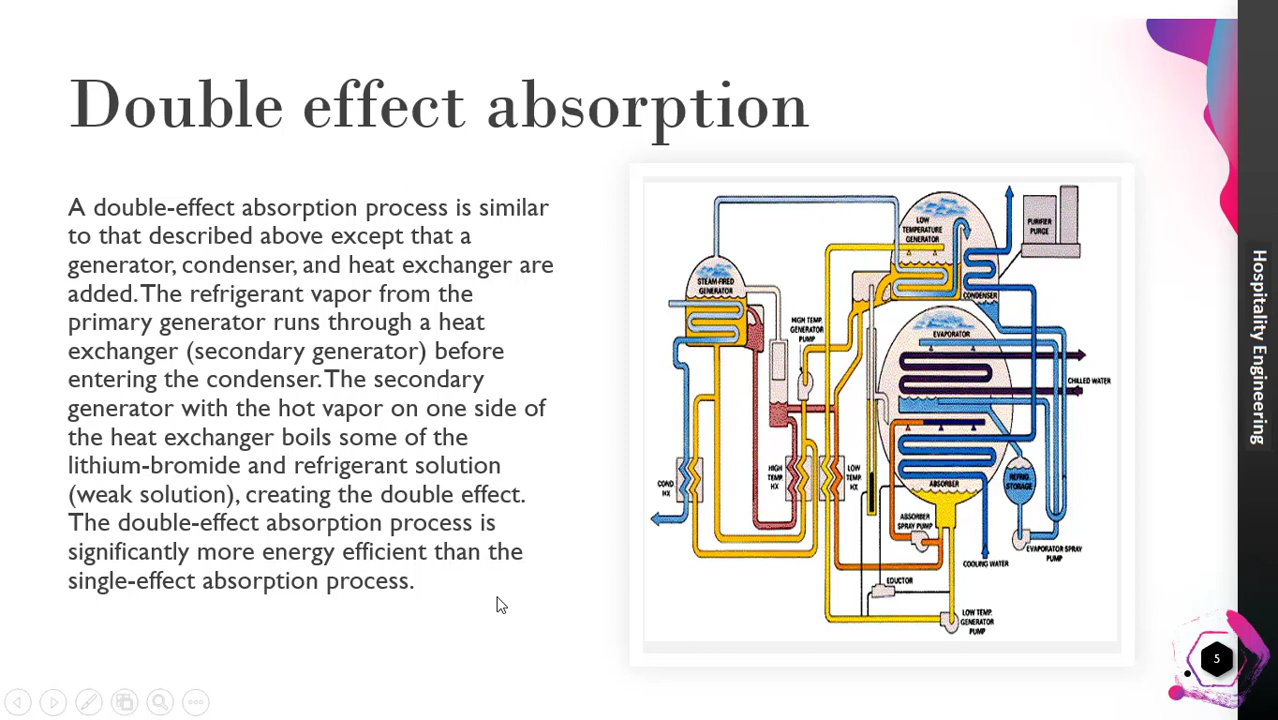 Double effect absorption
A double-effect absorption process is similar
to that described above except that a
generator, condenser, and heat exchanger are
added. The refrigerant vapor from the
primary generator runs through a heat
exchanger (secondary generator) before
entering the condenser. The secondary
generator with the hot vapor on one side of
the heat exchanger boils some of the
lithium-bromide and refrigerant solution
(weak solution), creating the double effect.
The double-effect absorption process is
significantly more energy efficient than the
single-effect absorption process.
LOW
TEMPERATURE
GENERATOR
PURIFIER
PURGE
STEAM-FIRED
GENERATOR
CONDENSER
HIGH TEMP.
GENERATOR
PUMP
EVAPORATOR
CHILLED WATER
COND
HX
HIGH
TEMP.
HX
LOW
TEMP.
HX
ABSORBER
REFRIG.
STORAGE
ABSORBER
SPRAY PUMP
EVAPORATOR SPRAY
PUMP
COOLING WATER
EDUCTOR
LOW TEMP.
GENERATOR
PUMP
Hospitality Engineering
5